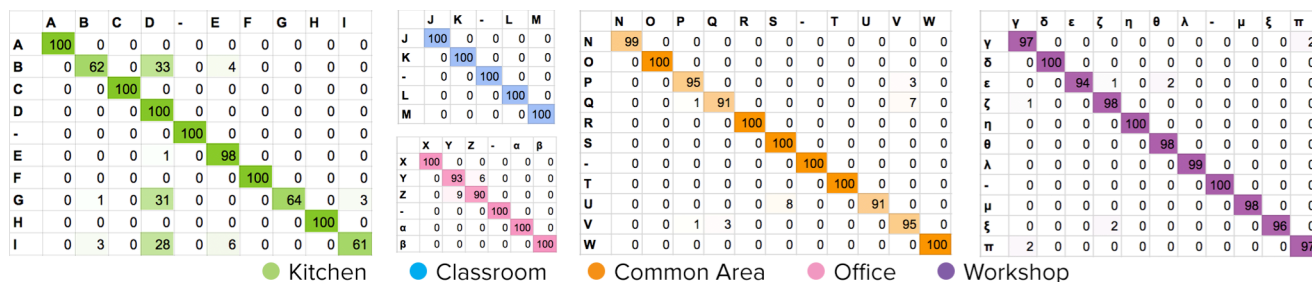 A B C D - E F G H I
A 100 0 0 0 0 0 0 0 0 0
B 0 62 0 33 0 4 0 0 0 0
C 0 0 100 0 0 0 0 0 0 0
D 0 0 0 100 0 0 0 0 0 0
- 0 0 0 0 100 0 0 0 0 0
E 0 0 0 1 0 98 0 0 0 0
F 0 0 0 0 0 0 100 0 0 0
G 0 1 0 31 0 0 0 64 0 3
H 0 0 0 0 0 0 0 0 100 0
I 0 3 0 28 0 6 0 0 0 61
J K - L M
J 100 0 0 0 0
K 0 100 0 0 0
- 0 0 100 0 0
L 0 0 0 100 0
M 0 0 0 0 100
X Y Z - α β
X 100 0 0 0 0 0
Y 0 93 6 0 0 0
Z 0 9 90 0 0 0
- 0 0 0 100 0 0
α 0 0 0 0 100 0
β 0 0 0 0 0 100
N O P Q R S - T U V W
N 99 0 0 0 0 0 0 0 0 0 0
O 0 100 0 0 0 0 0 0 0 0 0
P 0 0 95 0 0 0 0 0 0 3 0
Q 0 0 1 91 0 0 0 0 0 7 0
R 0 0 0 0 100 0 0 0 0 0 0
S 0 0 0 0 0 100 0 0 0 0 0
- 0 0 0 0 0 0 100 0 0 0 0
T 0 0 0 0 0 0 0 100 0 0 0
U 0 0 0 0 0 8 0 0 91 0 0
V 0 0 1 3 0 0 0 0 0 95 0
W 0 0 0 0 0 0 0 0 0 0 100
γ δ ε ζ η θ λ - μ ξ π
γ 97 0 0 0 0 0 0 0 0 0 2
δ 0 100 0 0 0 0 0 0 0 0 0
ε 0 0 94 1 0 2 0 0 0 0 0
ζ 1 0 0 98 0 0 0 0 0 0 0
η 0 0 0 0 100 0 0 0 0 0 0
θ 0 0 0 0 0 98 0 0 0 0 0
λ 0 0 0 0 0 0 99 0 0 0 0
- 0 0 0 0 0 0 0 100 0 0 0
μ 0 0 0 0 0 0 0 0 98 0 0
ξ 0 0 0 2 0 0 0 0 0 96 0
π 2 0 0 0 0 0 0 0 0 0 97
Kitchen Classroom Common Area Office Workshop